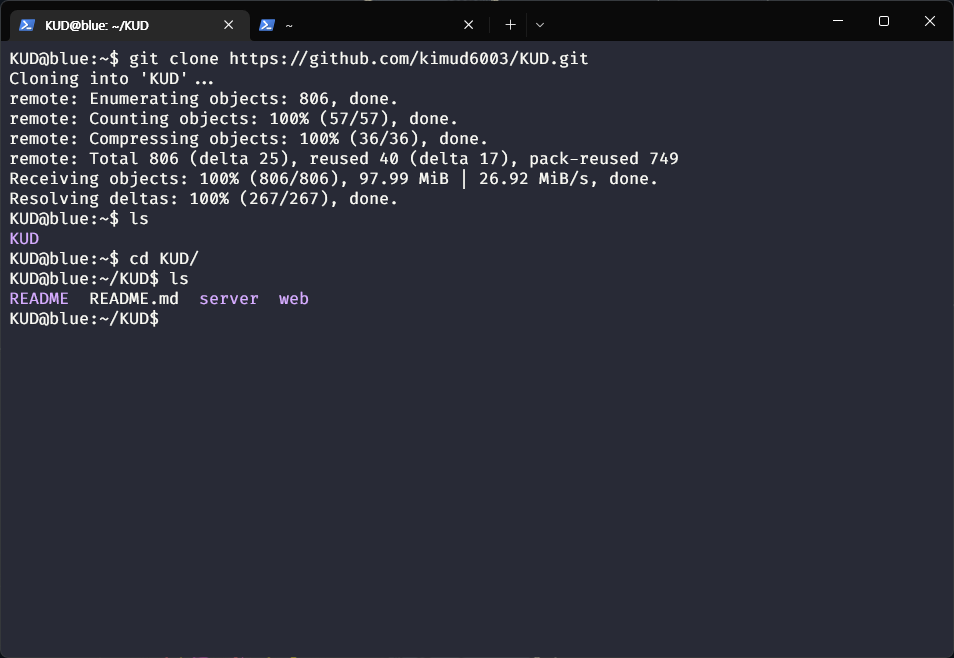 KUD@blue: ~/KUD
~
KUD@blue:~$ git clone https://github.com/kimud6003/KUD.git
Cloning into 'KUD'...
remote: Enumerating objects: 806, done.
remote: Counting objects: 100% (57/57), done.
remote: Compressing objects: 100% (36/36), done.
remote: Total 806 (delta 25), reused 40 (delta 17), pack-reused 749
Receiving objects: 100% (806/806), 97.99 MiB | 26.92 MiB/s, done.
Resolving deltas: 100% (267/267), done.
KUD@blue:~$ ls
KUD
KUD@blue:~$ cd KUD/
KUD@blue:~/KUD$ ls
README  README.md  server  web
KUD@blue:~/KUD$